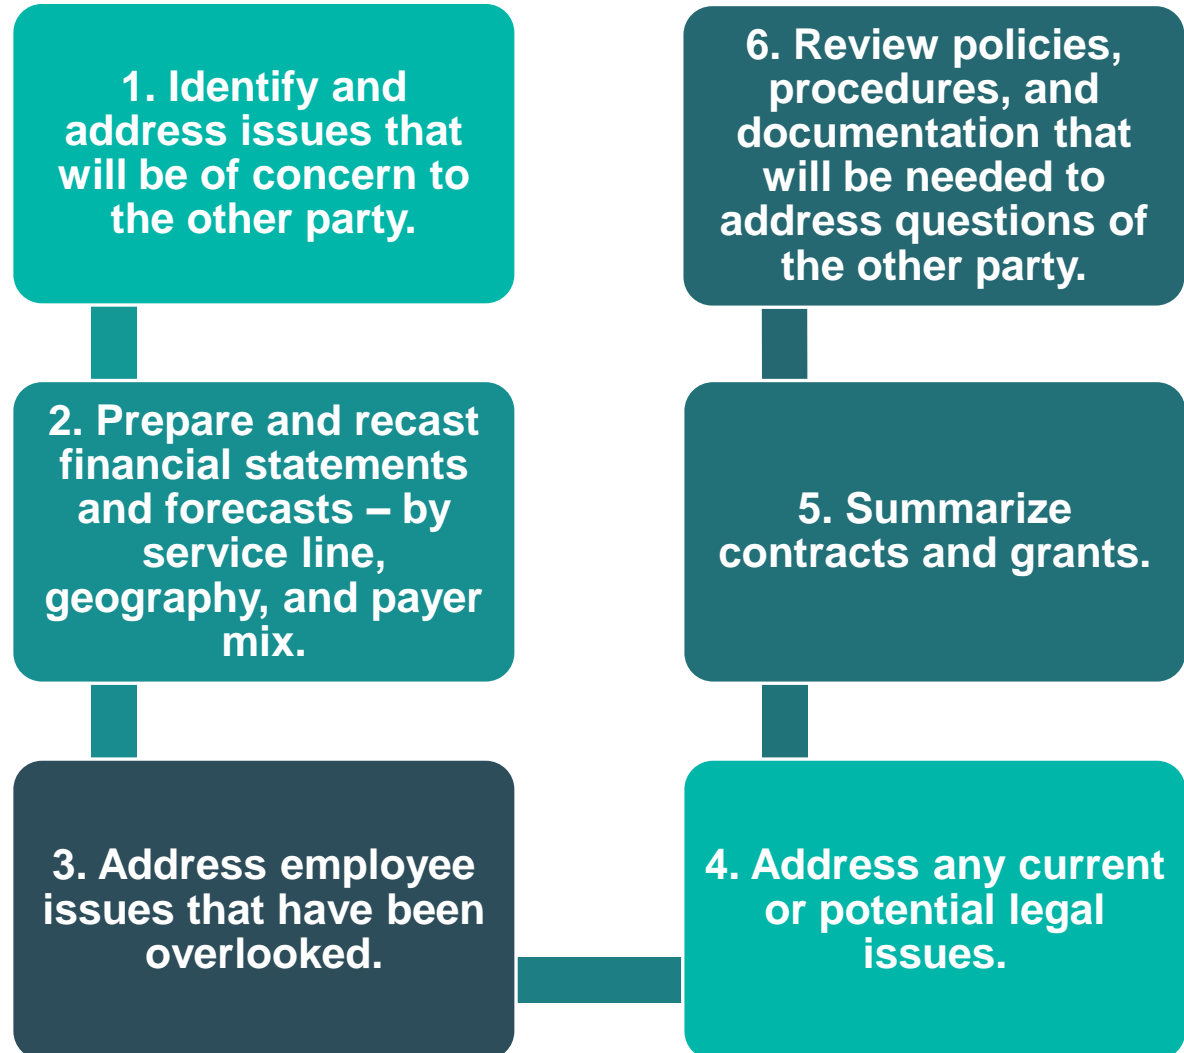 1. Identify and
address issues that
will be of concern to
the other party.
2. Prepare and recast
financial statements
and forecasts – by
service line,
geography, and payer
mix.
3. Address employee
issues that have been
overlooked.
4. Address any current
or potential legal
issues.
5. Summarize
contracts and grants.
6. Review policies,
procedures, and
documentation that
will be needed to
address questions of
the other party.